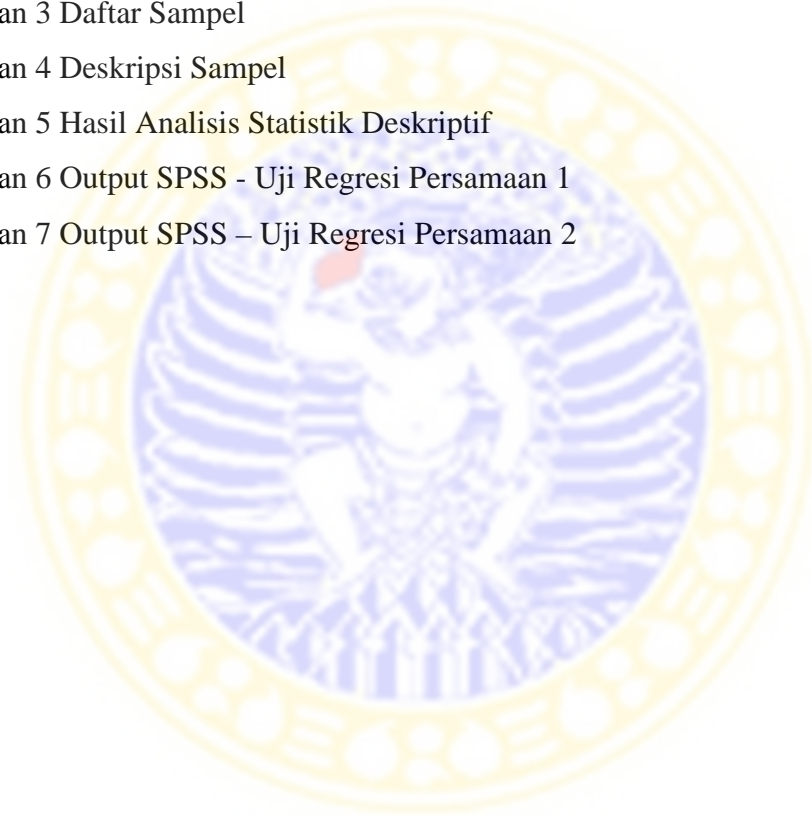 an 3 Daftar Sampel
an 4 Deskripsi Sampel
an 5 Hasil Analisis Statistik Deskriptif
an 6 Output SPSS - Uji Regresi Persamaan 1
an 7 Output SPSS – Uji Regresi Persamaan 2